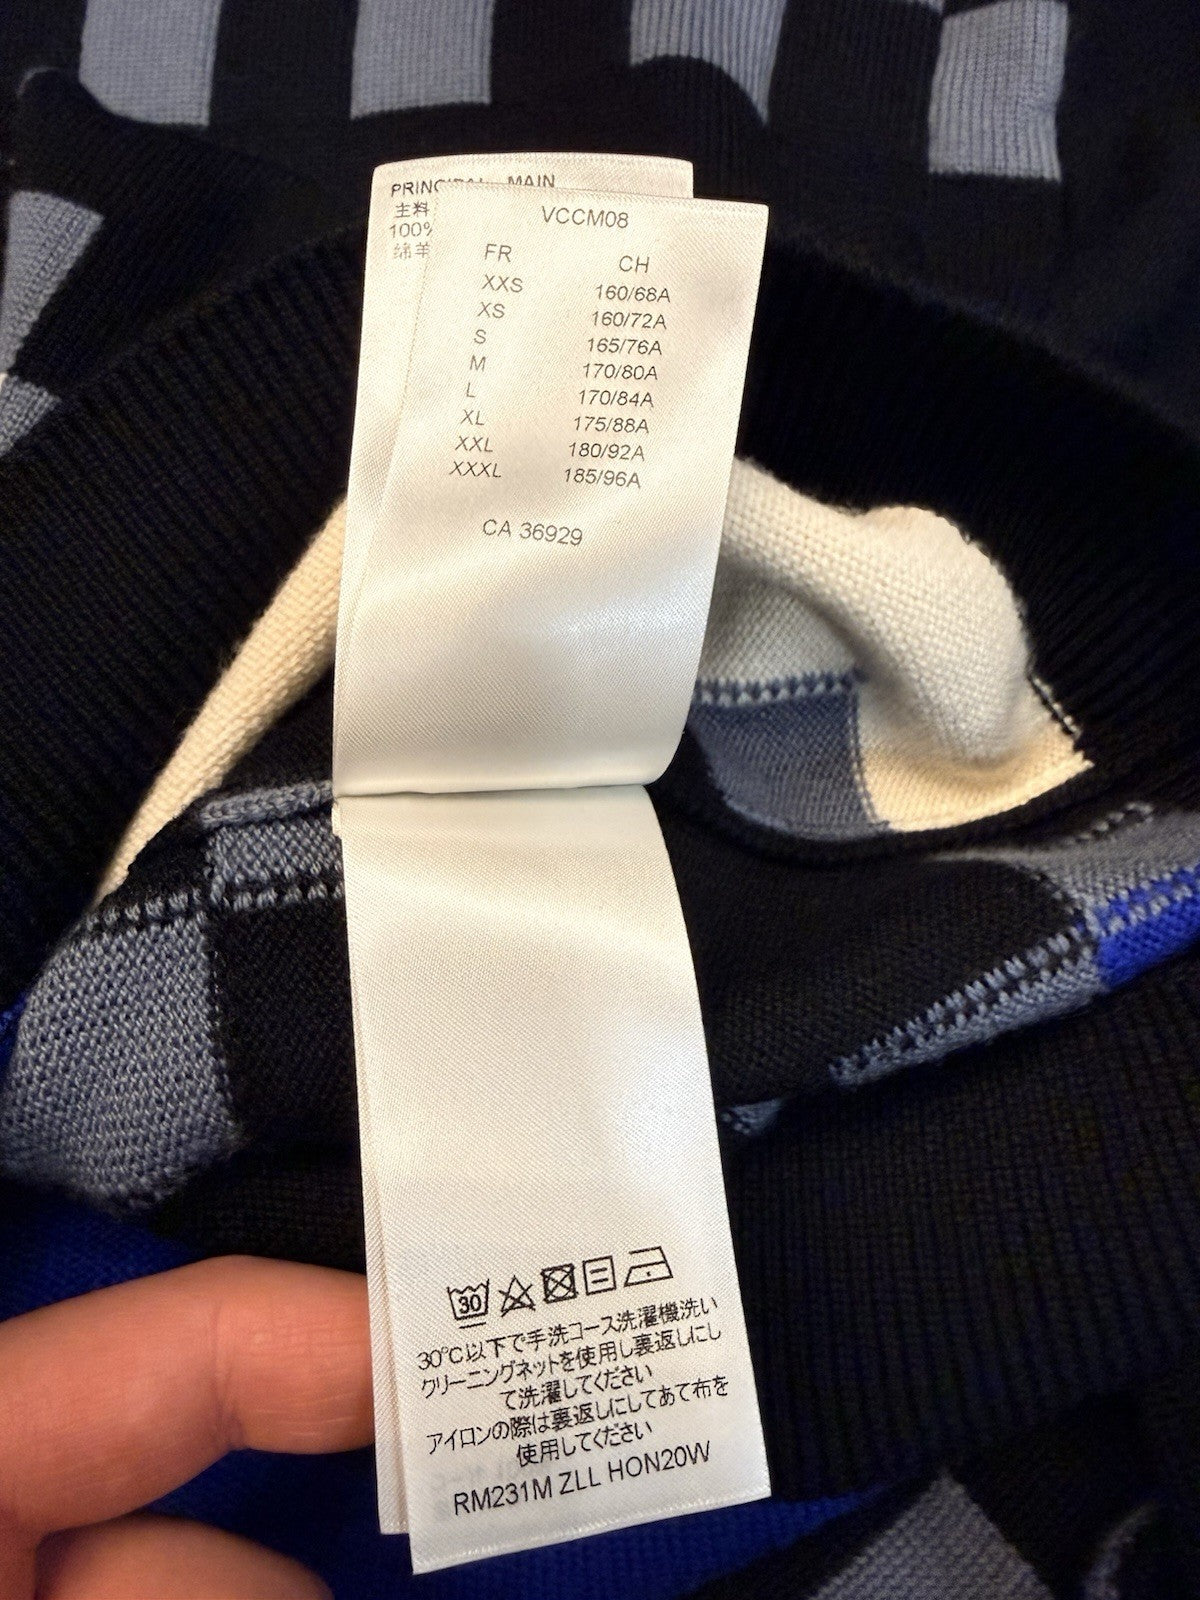 PRINCIPAL MAIN
主料
100%
绵羊
VCCM08
FR CH
XXS 160/68A
XS 160/72A
S 165/76A
M 170/80A
L 170/84A
XL 175/88A
XXL 180/92A
XXXL 185/96A
CA 36929
30
30℃以下で手洗コース洗濯機洗い
クリーニングネットを使用し裏返しにし
て洗濯してください
アイロンの際は裏返しにしてあて布を
使用してください
RM231M ZLL HON20W